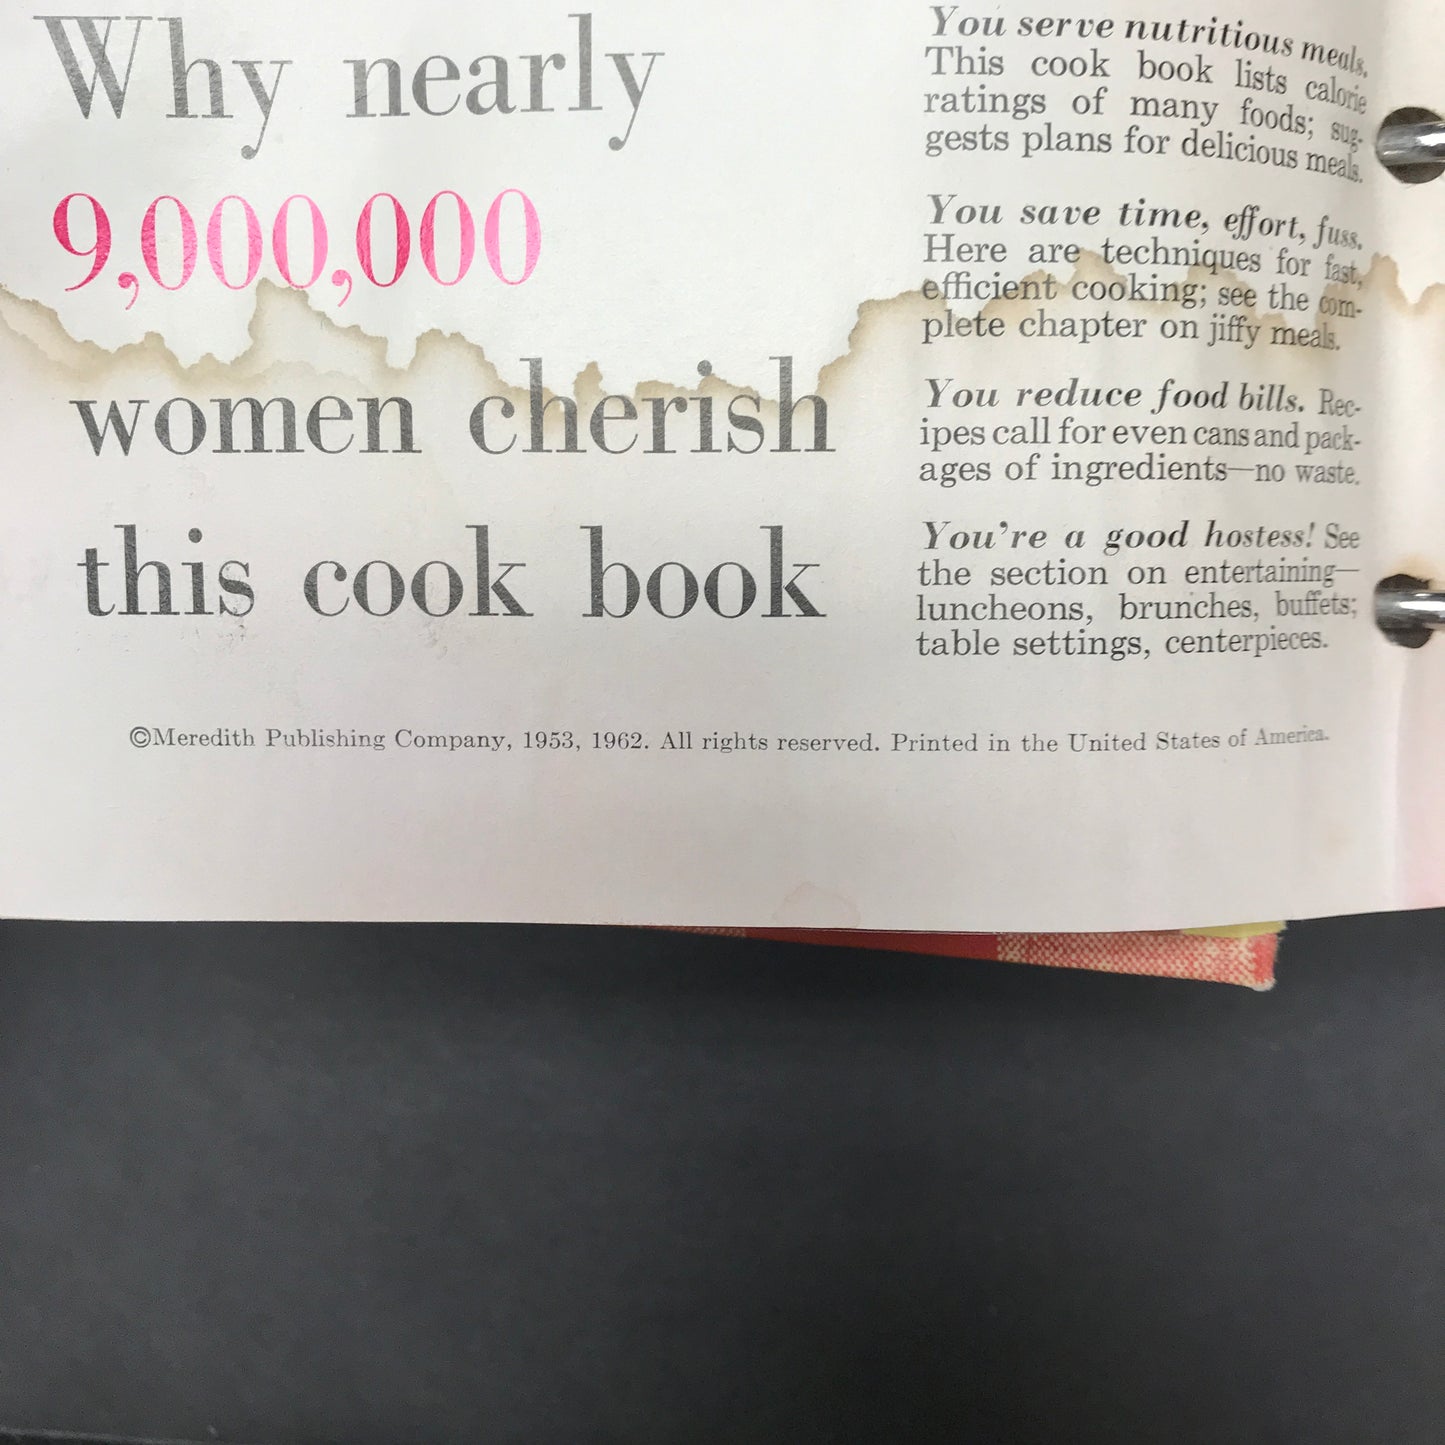 Why nearly
9,000,000
women cherish
this cook book
You serve nutritious meals.
This cook book lists calorie
ratings of many foods; sug-
gests plans for delicious meals.
You save time, effort, fuss.
Here are techniques for fast,
efficient cooking; see the com-
plete chapter on jiffy meals.
You reduce food bills. Rec-
ipes call for even cans and pack-
ages of ingredients—no waste.
You're a good hostess! See
the section on entertaining—
luncheons, brunches, buffets;
table settings, centerpieces.
©Meredith Publishing Company, 1953, 1962. All rights reserved. Printed in the United States of America.